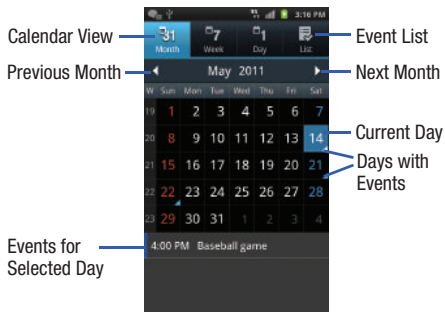 3:16 PM
Calendar View
31 7 1
Month Week Day List
Event List
Previous Month
May 2011
Next Month
W Sun Mon Tue Wed Thu Fri Sat
19 1 2 3 4 5 6 7
20 8 9 10 11 12 13 14
Current Day
21 15 16 17 18 19 20 21
Days with
Events
22 22 23 24 25 26 27 28
23 29 30 31 1 2 3 4
Events for
Selected Day
4:00 PM Baseball game